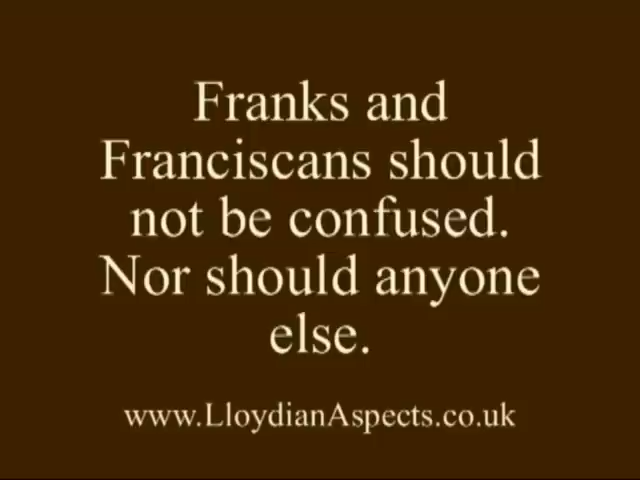 Franks and
Franciscans should
not be confused.
Nor should anyone
else.
www.LloydianAspects.co.uk